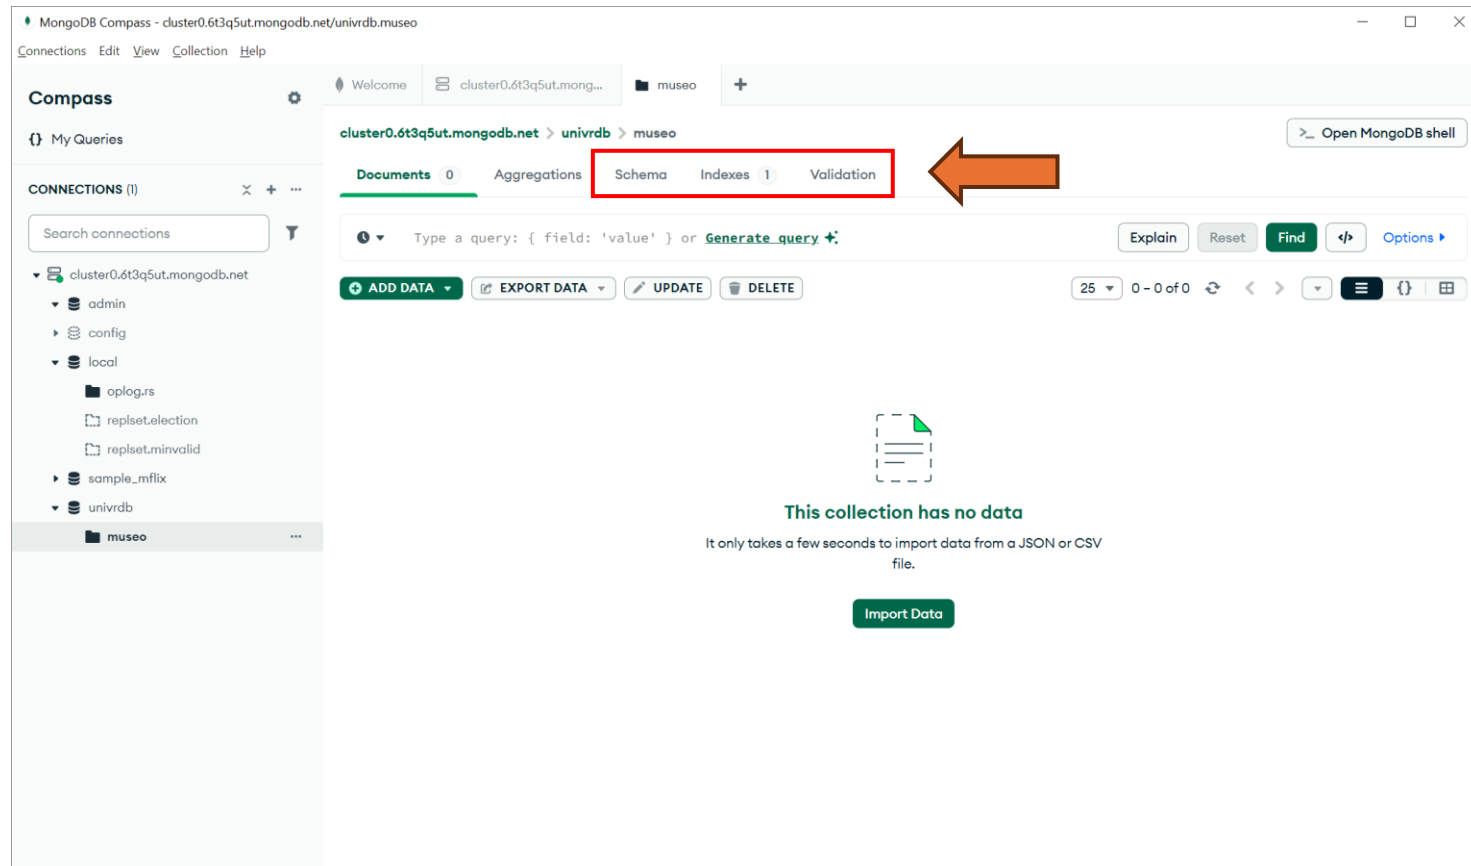 MongoDB Compass - cluster0.6t3q5ut.mongodb.net/univrdb.museo
Connections Edit View Collection Help
Compass
{} My Queries
CONNECTIONS (1)
Search connections
cluster0.6t3q5ut.mongodb.net
admin
config
local
oplog.rs
replset.election
replset.minvalid
sample_mflix
univrdb
museo
Welcome
cluster0.6t3q5ut.mong...
museo
cluster0.6t3q5ut.mongodb.net > univrdb > museo
>_ Open MongoDB shell
Documents 0 Aggregations Schema Indexes 1 Validation
Type a query: { field: 'value' } or Generate query
Explain Reset Find </> Options
ADD DATA EXPORT DATA UPDATE DELETE
25 0 – 0 of 0 {}
This collection has no data
It only takes a few seconds to import data from a JSON or CSV
file.
Import Data